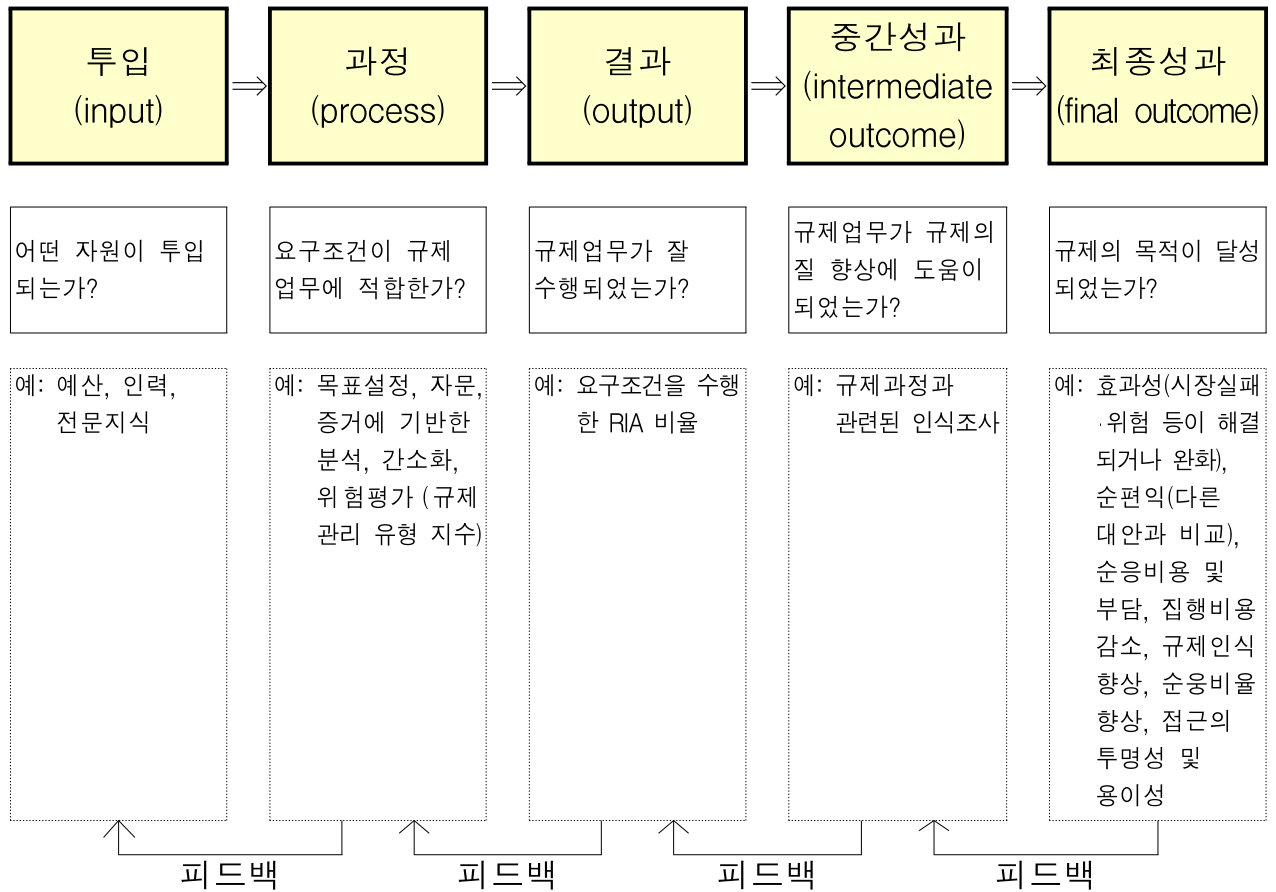 투입
(input)
과정
(process)
결과
(output)
중간성과
(intermediate
outcome)
최종성과
(final outcome)
어떤 자원이 투입
되는가?
요구조건이 규제
업무에 적합한가?
규제업무가 잘
수행되었는가?
규제업무가 규제의
질 향상에 도움이
되었는가?
규제의 목적이 달성
되었는가?
예: 예산, 인력,
전문지식
예: 목표설정, 자문,
증거에 기반한
분석, 간소화,
위험평가 (규제
관리 유형 지수)
예: 요구조건을 수행
한 RIA 비율
예: 규제과정과
관련된 인식조사
예: 효과성(시장실패
·위험 등이 해결
되거나 완화),
순편익(다른
대안과 비교),
순응비용 및
부담, 집행비용
감소, 규제인식
향상, 순웅비율
향상, 접근의
투명성 및
용이성
피드백
피드백
피드백
피드백